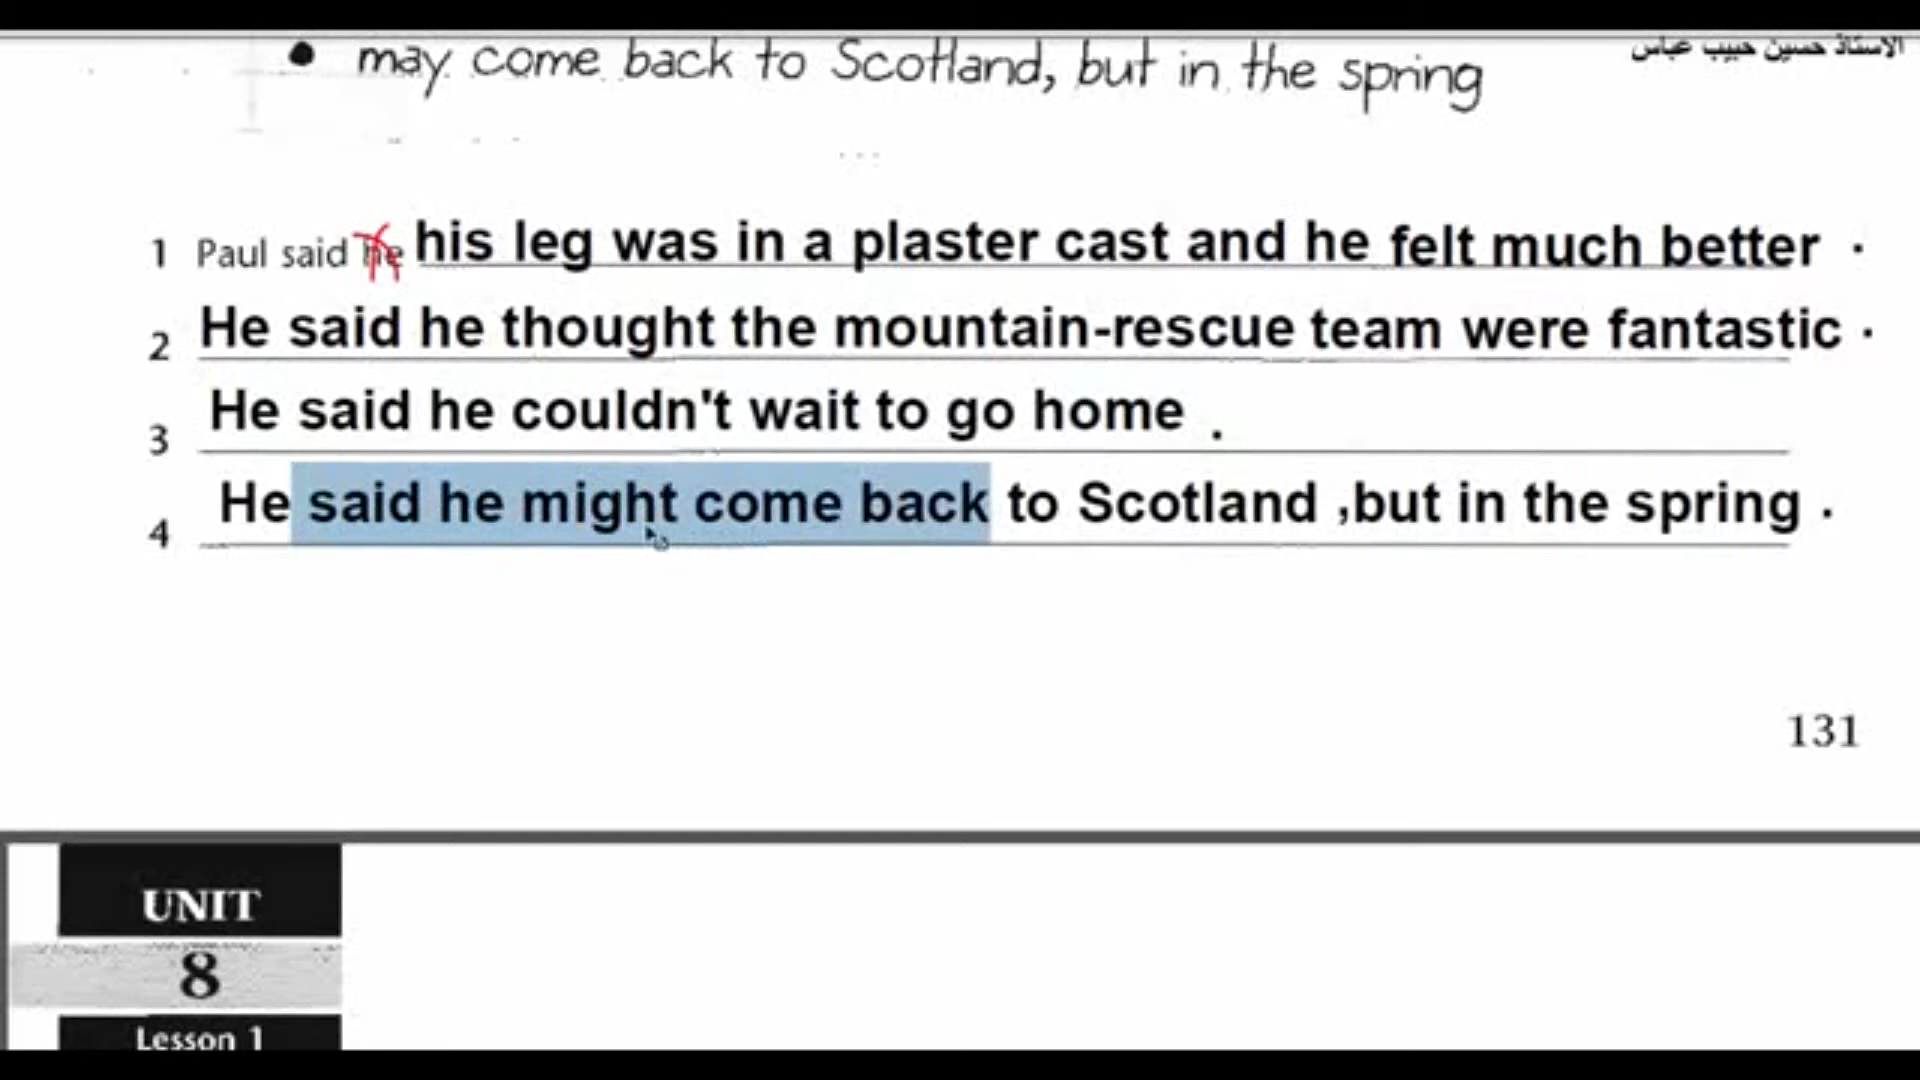 • may come back to Scotland, but in the spring
الاستاذ حسين حبيب عباس
1 Paul said he his leg was in a plaster cast and he felt much better .
2 He said he thought the mountain-rescue team were fantastic .
3 He said he couldn't wait to go home .
4 He said he might come back to Scotland ,but in the spring .
131
UNIT
8
Lesson 1